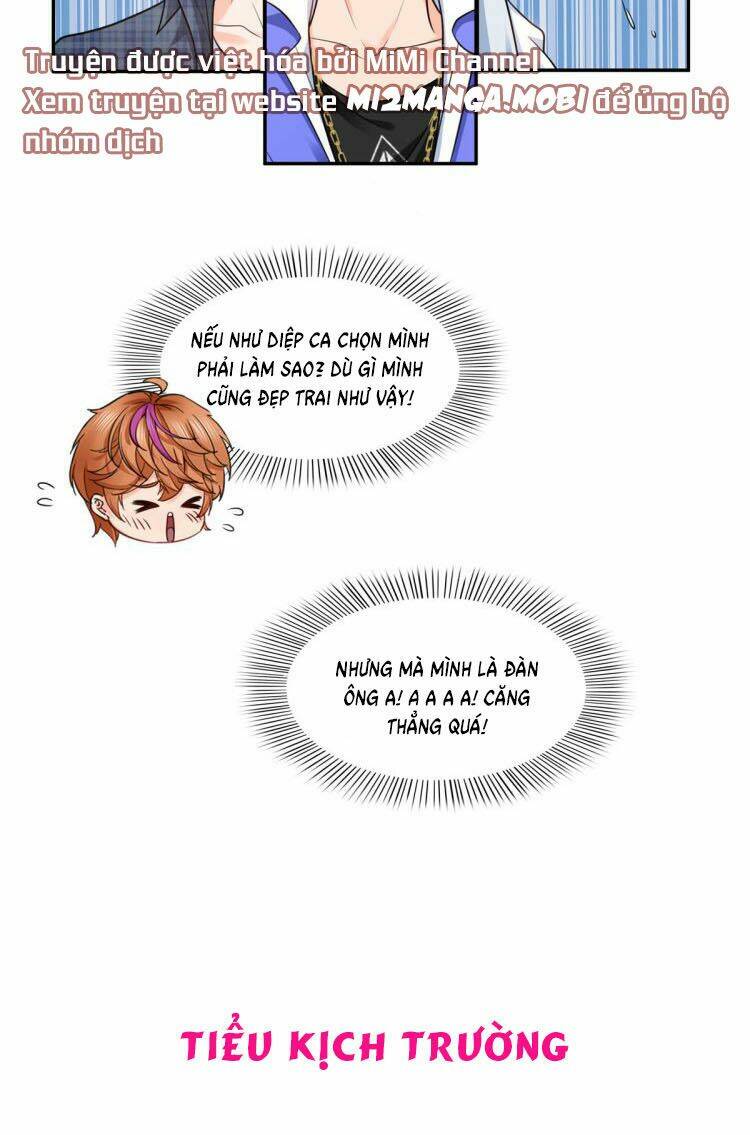 Truyện được việt hóa bởi MiMi Channel
Xem truyện tại website MI2MANGA.MOBI để ủng hộ
nhóm dịch
NẾU NHƯ DIỆP CA CHỌN MÌNH
PHẢI LÀM SAO? DÙ GÌ MÌNH
CŨNG ĐẸP TRAI NHƯ VẬY!
NHƯNG MÀ MÌNH LÀ ĐÀN
ÔNG A! A A A A! CĂNG
THẲNG QUÁ!
TIỂU KỊCH TRƯỜNG